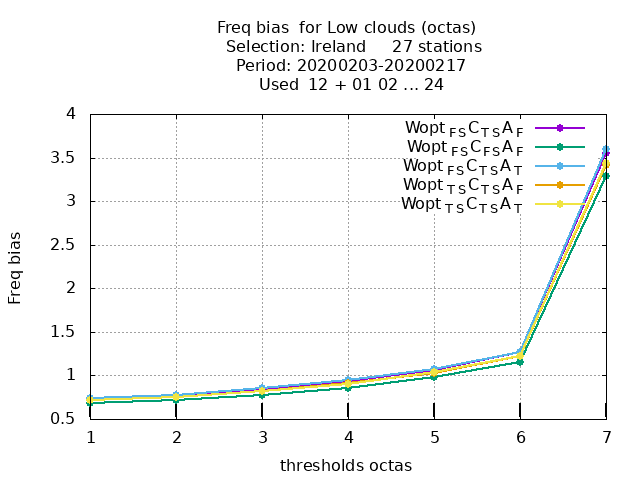 Freq bias  for Low clouds (octas)
Selection: Ireland     27 stations
Period: 20200203-20200217
Used  12 + 01 02 ... 24
4
3.5
3
2.5
2
1.5
1
0.5
Freq bias
Wopt FS C TS A F
Wopt FS C FS A F
Wopt FS C TS A T
Wopt TS C TS A F
Wopt TS C TS A T
1 2 3 4 5 6 7
thresholds octas